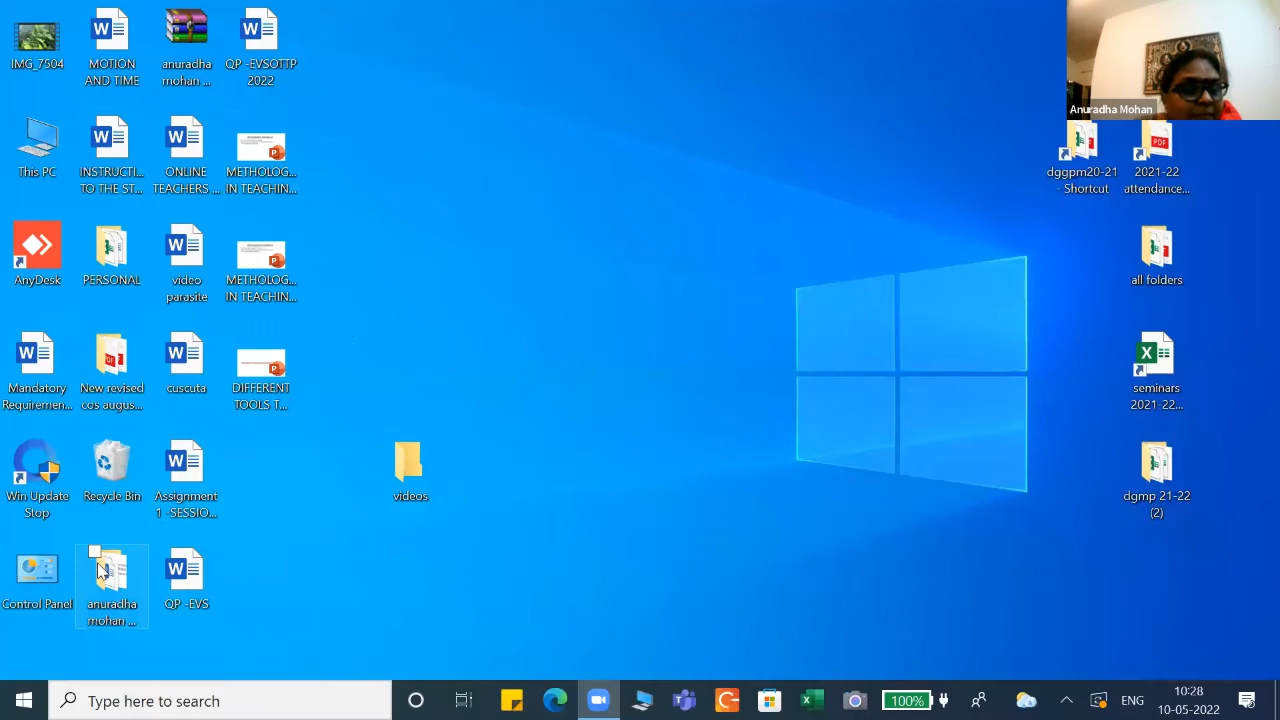 IMG_7504
MOTION
AND TIME
anuradha
mohan ...
QP -EVSOTTP
2022
Anuradha Mohan
This PC
INSTRUCTI...
TO THE ST...
ONLINE
TEACHERS ...
METHOLOG...
IN TEACHIN...
dggpm20-21
- Shortcut
2021-22
attendance...
AnyDesk
PERSONAL
video
parasite
METHOLOG...
IN TEACHIN...
all folders
Mandatory
Requiremen...
New revised
cos augus...
cuscuta
DIFFERENT
TOOLS T...
seminars
2021-22...
Win Update
Stop
Recycle Bin
Assignment
1 -SESSIO...
videos
dgmp 21-22
(2)
Control Panel
anuradha
mohan ...
QP -EVS
Type here to search
100%
ENG
10:28
10-05-2022